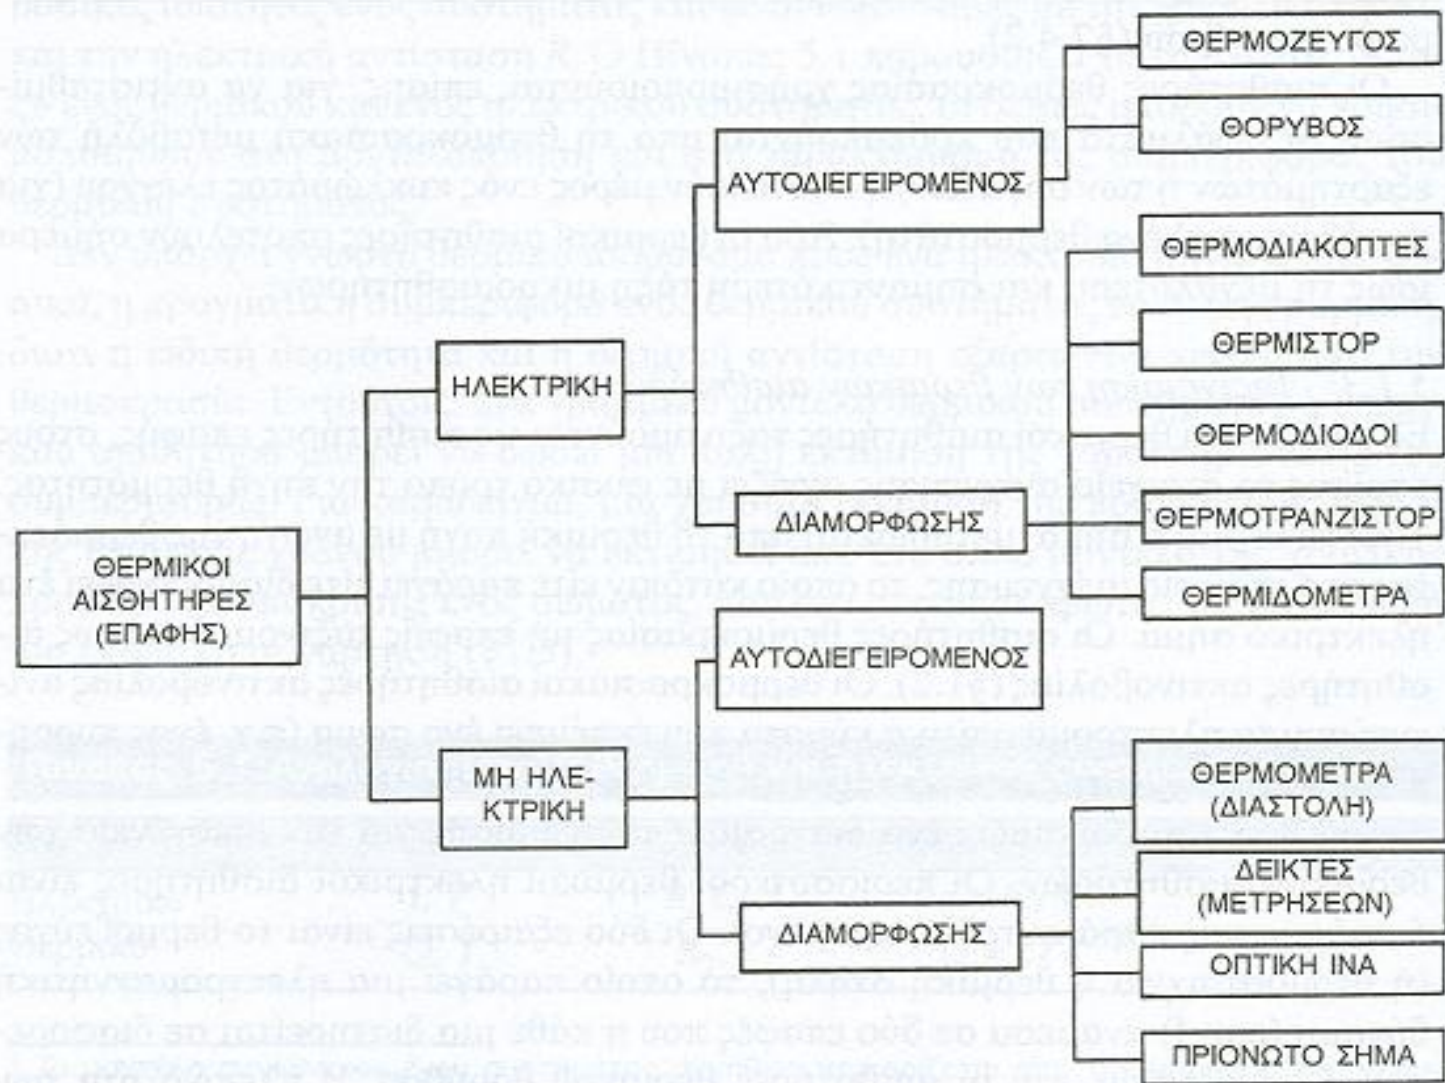 ΘΕΡΜΙΚΟΙ
ΑΙΣΘΗΤΗΡΕΣ
(ΕΠΑΦΗΣ)
ΗΛΕΚΤΡΙΚΗ
ΑΥΤΟΔΙΕΓΕΙΡΟΜΕΝΟΣ
ΘΕΡΜΟΖΕΥΓΟΣ
ΘΟΡΥΒΟΣ
ΔΙΑΜΟΡΦΩΣΗΣ
ΘΕΡΜΟΔΙΑΚΟΠΤΕΣ
ΘΕΡΜΙΣΤΟΡ
ΘΕΡΜΟΔΙΟΔΟΙ
ΘΕΡΜΟΤΡΑΝΖΙΣΤΟΡ
ΘΕΡΜΙΔΟΜΕΤΡΑ
ΜΗ ΗΛΕ-
ΚΤΡΙΚΗ
ΑΥΤΟΔΙΕΓΕΙΡΟΜΕΝΟΣ
ΔΙΑΜΟΡΦΩΣΗΣ
ΘΕΡΜΟΜΕΤΡΑ
(ΔΙΑΣΤΟΛΗ)
ΔΕΙΚΤΕΣ
(ΜΕΤΡΗΣΕΩΝ)
ΟΠΤΙΚΗ ΙΝΑ
ΠΡΙΟΝΩΤΟ ΣΗΜΑ